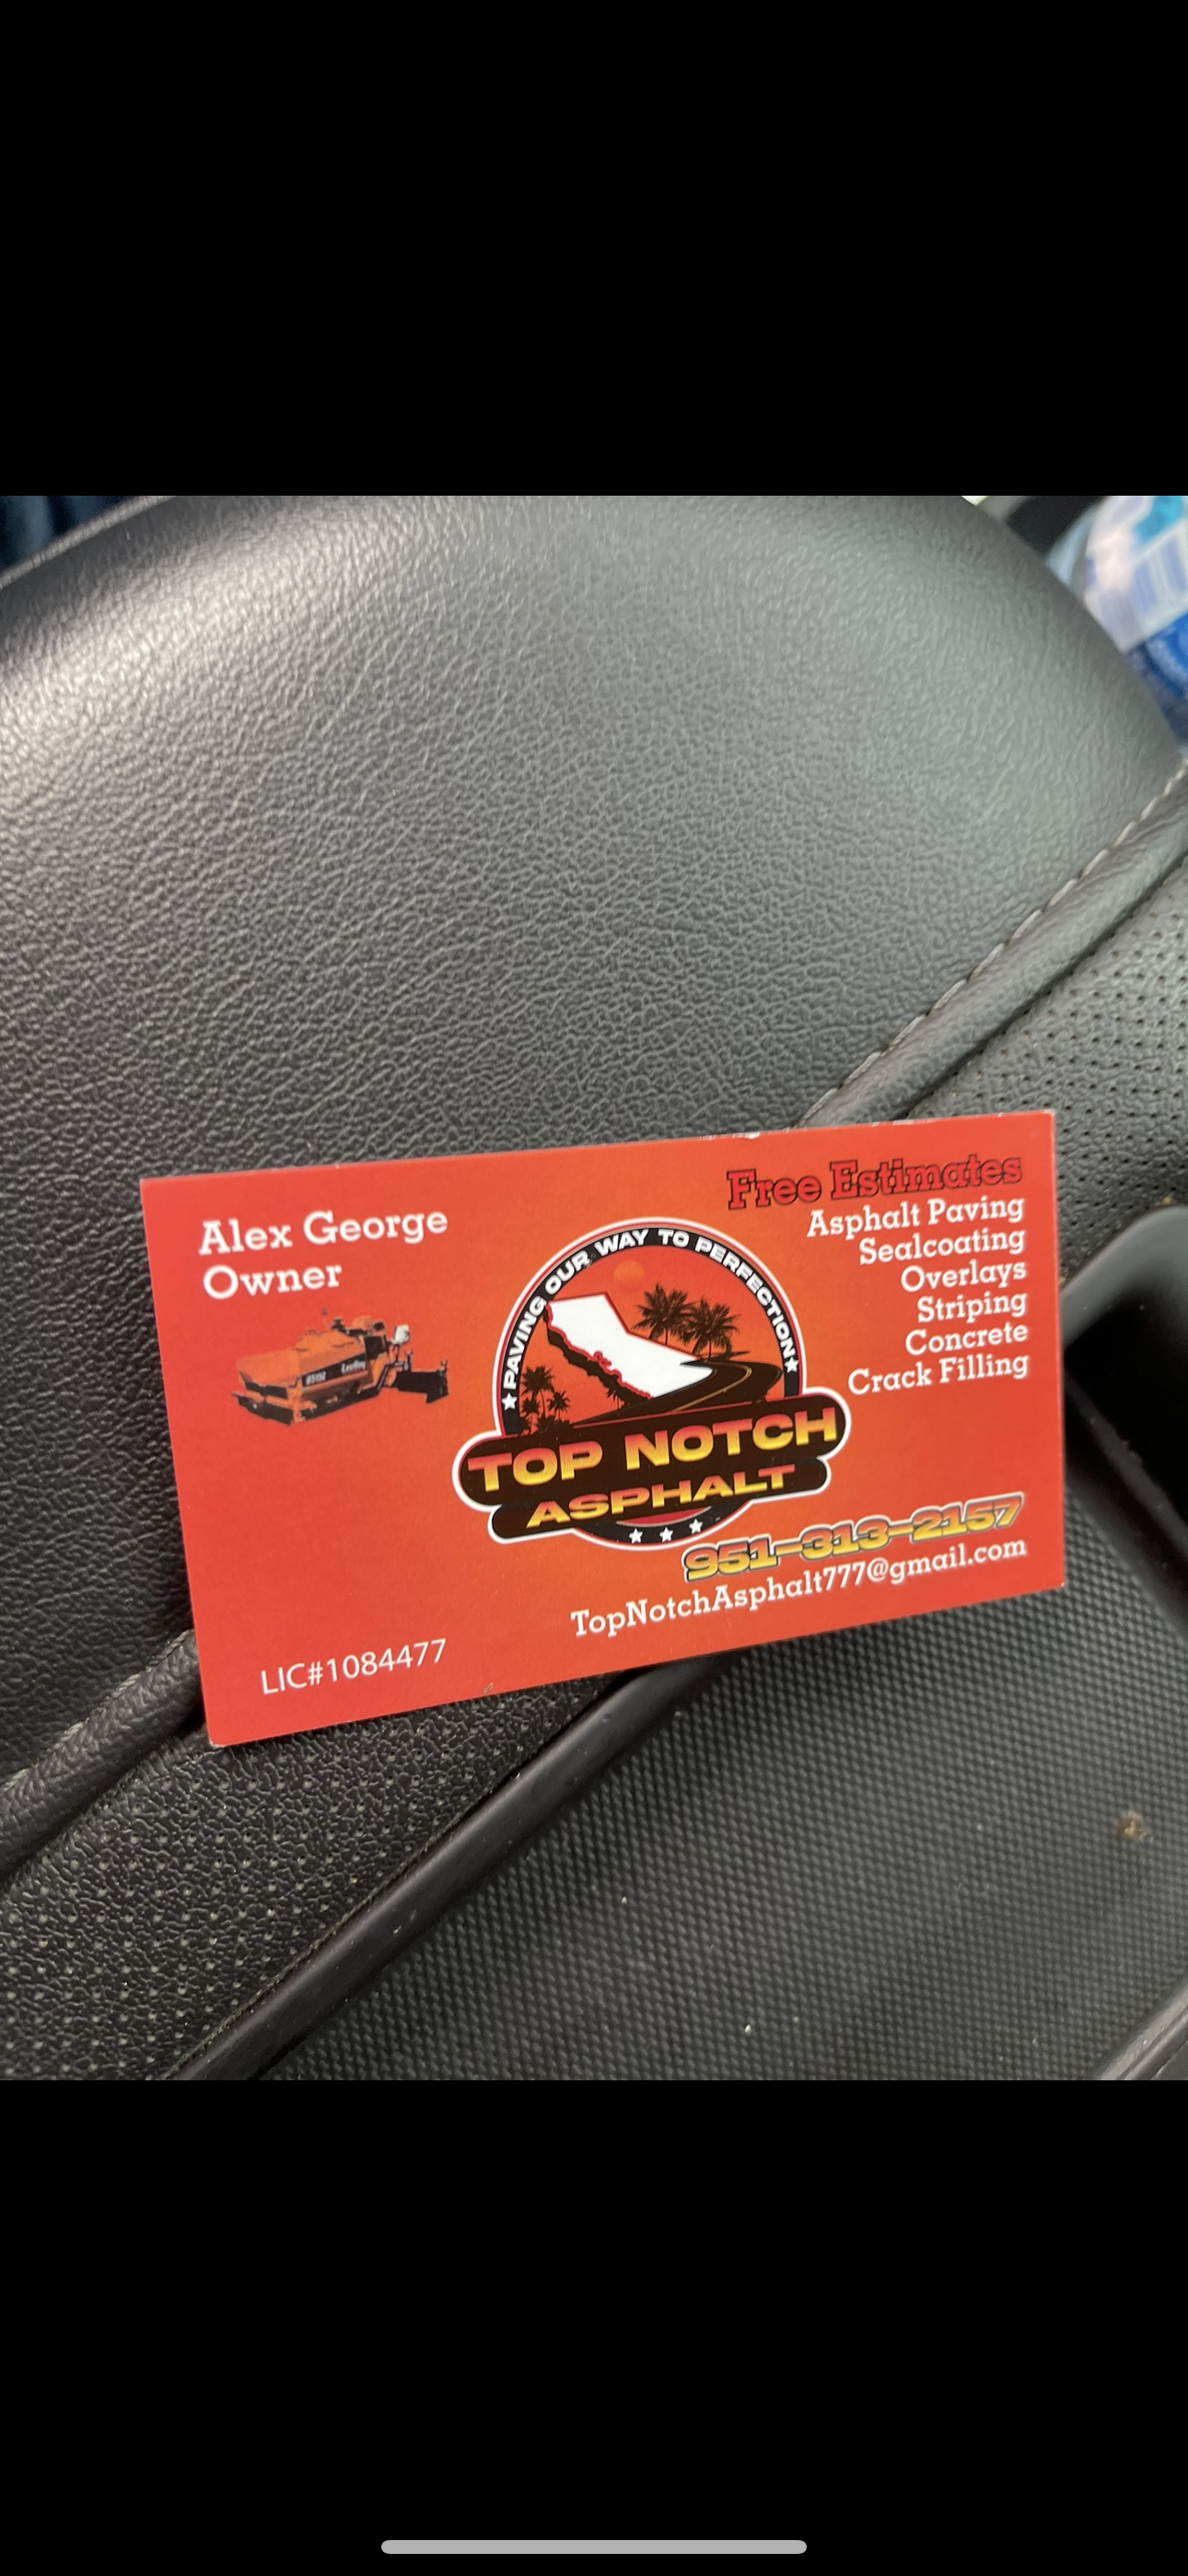 Alex George
Owner
Free Estimates
Asphalt Paving
Sealcoating
Overlays
Striping
Concrete
Crack Filling
★PAVING OUR WAY TO PERFECTION★
TOP NOTCH
ASPHALT
951-313-2157
TopNotchAsphalt777@gmail.com
LIC#1084477
LeeBoy